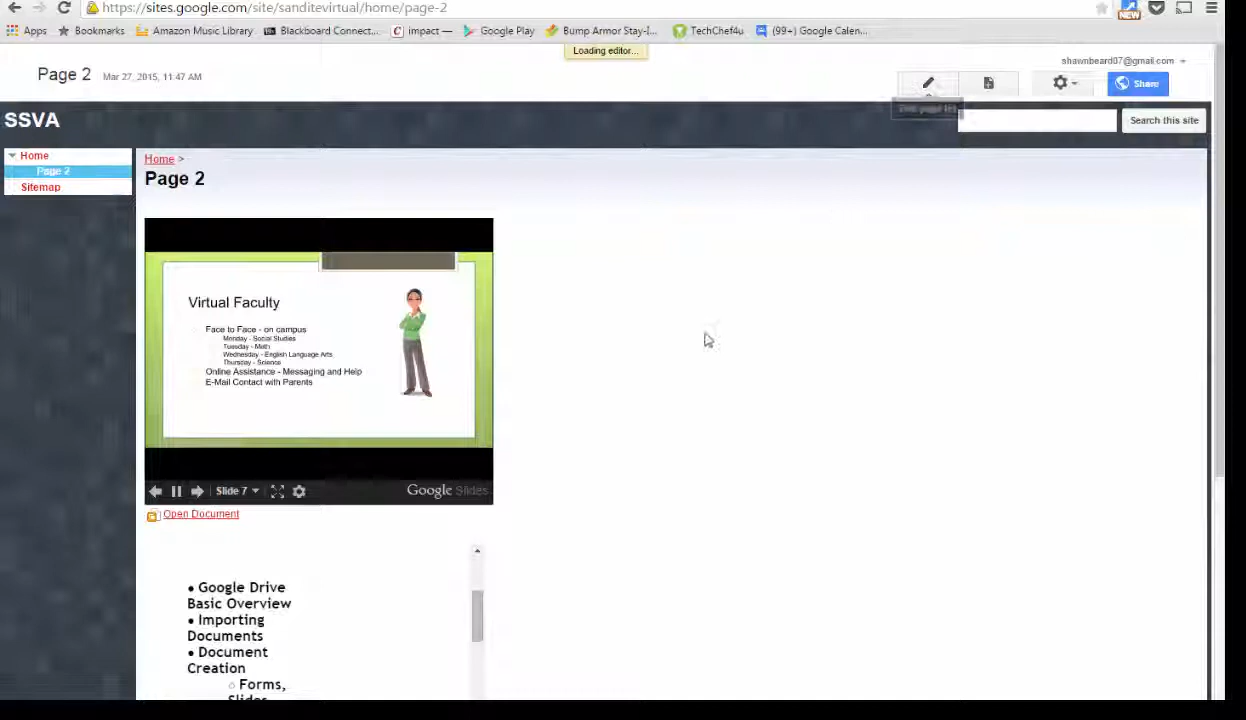 https://sites.google.com/site/sanditevirtual/home/page-2
Apps Bookmarks Amazon Music Library Blackboard Connect... impact — Google Play Bump Armor Stay-I... TechChef4u (99+) Google Calen...
NEW
Loading editor...
shawnbeard07@gmail.com
Page 2 Mar 27, 2015, 11:47 AM
Share
SSVA
Search this site
Home
Page 2
Sitemap
Home >
Page 2
Virtual Faculty
Face to Face - on campus
Monday - Social Studies
Tuesday - Math
Wednesday - English Language Arts
Thursday - Science
Online Assistance - Messaging and Help
E-Mail Contact with Parents
Slide 7
Google Slides
Open Document
• Google Drive
Basic Overview
• Importing
Documents
• Document
Creation
○ Forms,
Slides